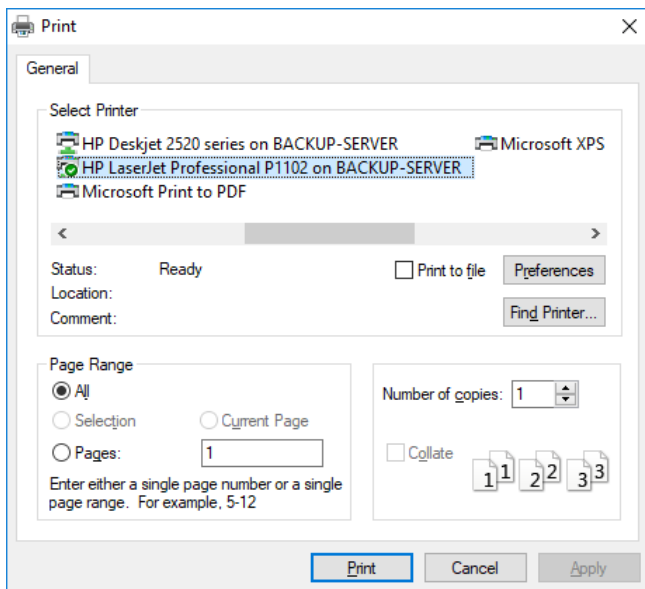 Print
General
Select Printer
HP Deskjet 2520 series on BACKUP-SERVER
Microsoft XPS
HP LaserJet Professional P1102 on BACKUP-SERVER
Microsoft Print to PDF
Status: Ready
Print to file
Preferences
Location:
Comment:
Find Printer...
Page Range
All
Selection
Current Page
Pages: 1
Enter either a single page number or a single
page range. For example, 5-12
Number of copies: 1
Collate
1 1 2 2 3 3
Print
Cancel
Apply